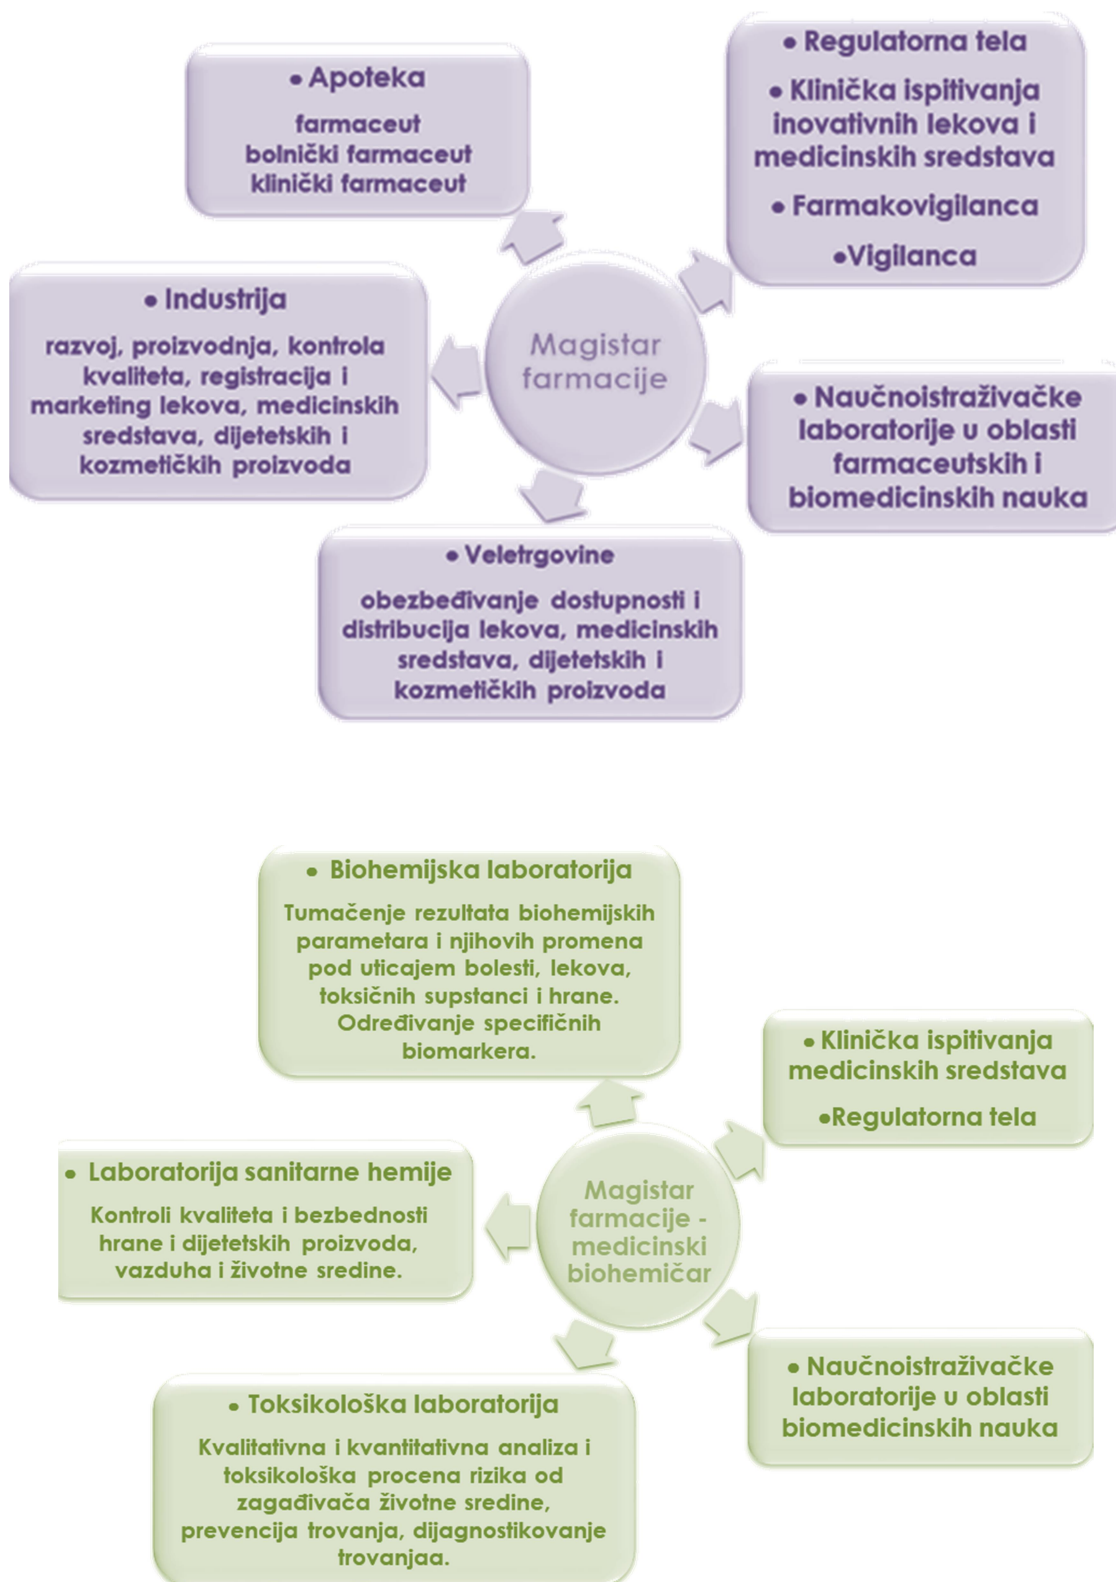 • Apoteka
farmaceut
bolnički farmaceut
klinički farmaceut
• Regulatorna tela
• Klinička ispitivanja
inovativnih lekova i
medicinskih sredstava
• Farmakovigilanca
•Vigilanca
• Industrija
razvoj, proizvodnja, kontrola
kvaliteta, registracija i
marketing lekova, medicinskih
sredstava, dijetetskih i
kozmetičkih proizvoda
Magistar
farmacije
• Naučnoistraživačke
laboratorije u oblasti
farmaceutskih i
biomedicinskih nauka
• Veletrgovine
obezbeđivanje dostupnosti i
distribucija lekova, medicinskih
sredstava, dijetetskih i
kozmetičkih proizvoda
• Biohemijska laboratorija
Tumačenje rezultata biohemijskih
parametara i njihovih promena
pod uticajem bolesti, lekova,
toksičnih supstanci i hrane.
Određivanje specifičnih
biomarkera.
• Klinička ispitivanja
medicinskih sredstava
•Regulatorna tela
• Laboratorija sanitarne hemije
Kontroli kvaliteta i bezbednosti
hrane i dijetetskih proizvoda,
vazduha i životne sredine.
Magistar
farmacije -
medicinski
biohemičar
• Naučnoistraživačke
laboratorije u oblasti
biomedicinskih nauka
• Toksikološka laboratorija
Kvalitativna i kvantitativna analiza i
toksikološka procena rizika od
zagađivača životne sredine,
prevencija trovanja, dijagnostikovanje
trovanjaa.